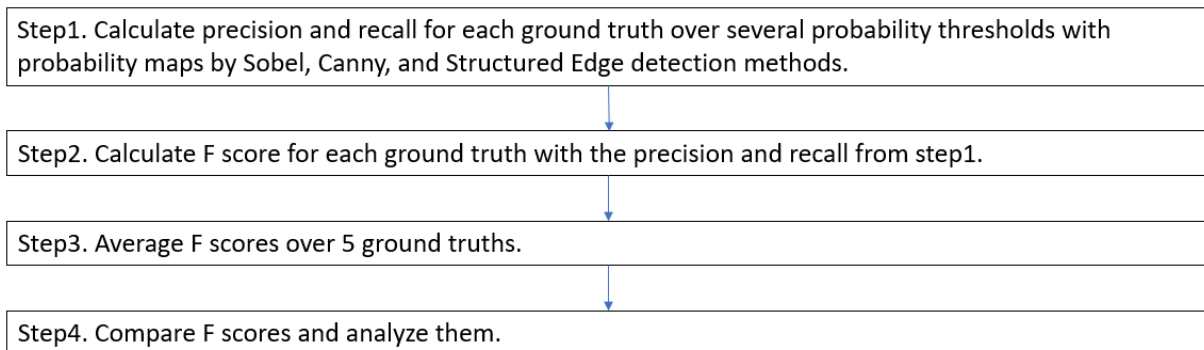 Step1. Calculate precision and recall for each ground truth over several probability thresholds with
probability maps by Sobel, Canny, and Structured Edge detection methods.
Step2. Calculate F score for each ground truth with the precision and recall from step1.
Step3. Average F scores over 5 ground truths.
Step4. Compare F scores and analyze them.